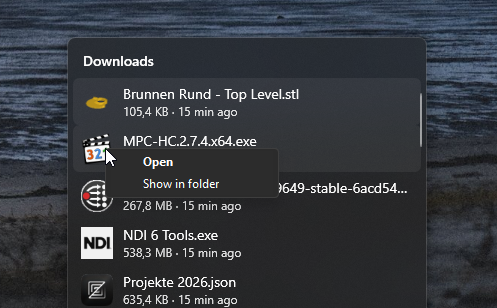 Downloads
Brunnen Rund - Top Level.stl
105,4 KB · 15 min ago
MPC-HC.2.7.4.x64.exe
321
Open
Show in folder
9649-stable-6acd54...
267,8 MB · 15 min ago
NDI
NDI 6 Tools.exe
538,3 MB · 15 min ago
Projekte 2026.json
635,4 KB · 15 min ago